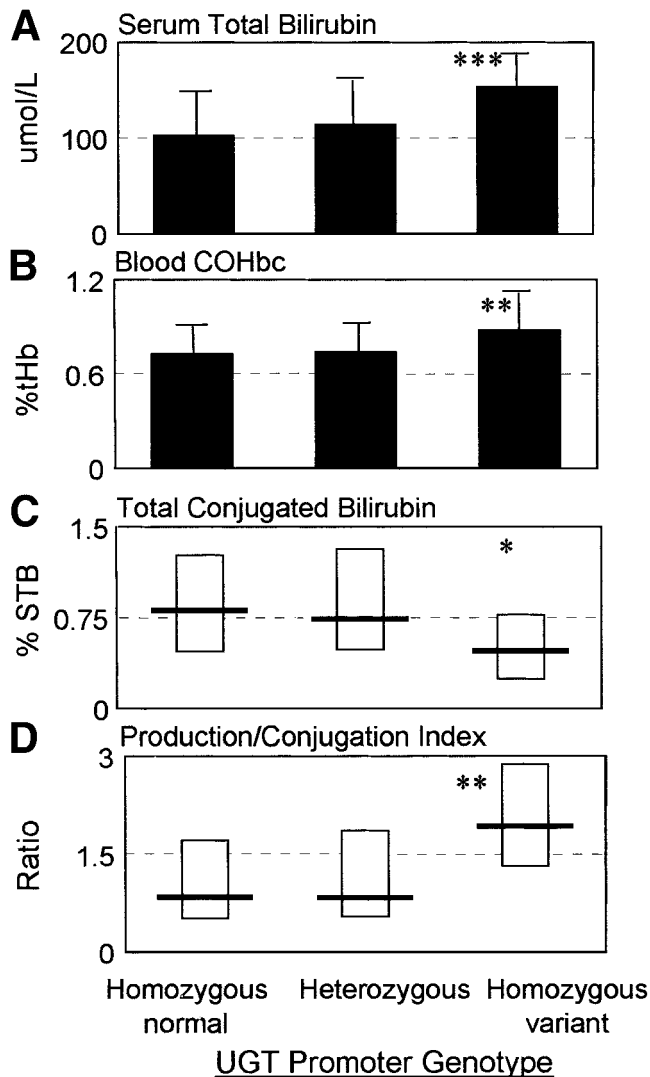 A Serum Total Bilirubin
200
***
umol/L
100
0
B Blood COHbc
1.2
**
%tHb
0.6
0
C Total Conjugated Bilirubin
1.5
*
% STB
0.75
0
D Production/Conjugation Index
3
**
Ratio
1.5
0
Homozygous normal
Heterozygous
Homozygous variant
UGT Promoter Genotype